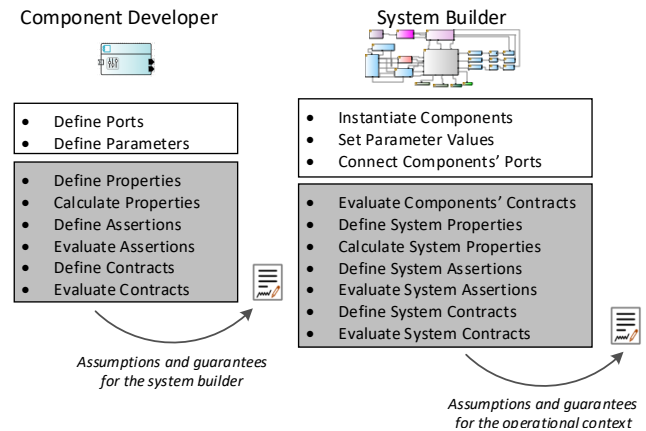 Component Developer
Define Ports
Define Parameters
Define Properties
Calculate Properties
Define Assertions
Evaluate Assertions
Define Contracts
Evaluate Contracts
Assumptions and guarantees
for the system builder
System Builder
Instantiate Components
Set Parameter Values
Connect Components' Ports
Evaluate Components' Contracts
Define System Properties
Calculate System Properties
Define System Assertions
Evaluate System Assertions
Define System Contracts
Evaluate System Contracts
Assumptions and guarantees
for the operational context